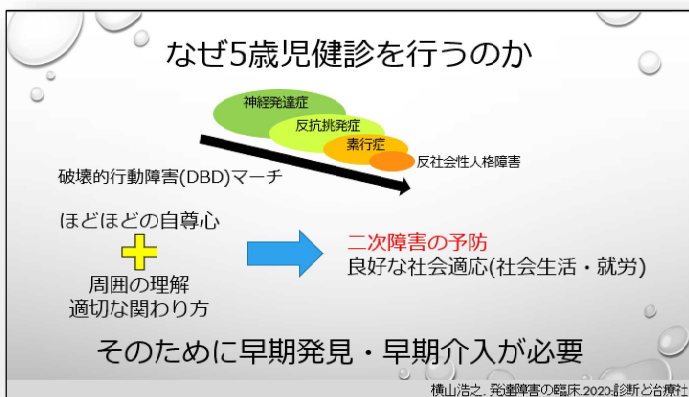 なぜ5歳児健診を行うのか
神経発達症
反抗挑発症
素行症
反社会性人格障害
破壊的行動障害(DBD)マーチ
ほどほどの自尊心
周囲の理解
適切な関わり方
二次障害の予防
良好な社会適応(社会生活・就労)
そのために早期発見・早期介入が必要
横山浩之. 発達障害の臨床.2020.診断と治療社